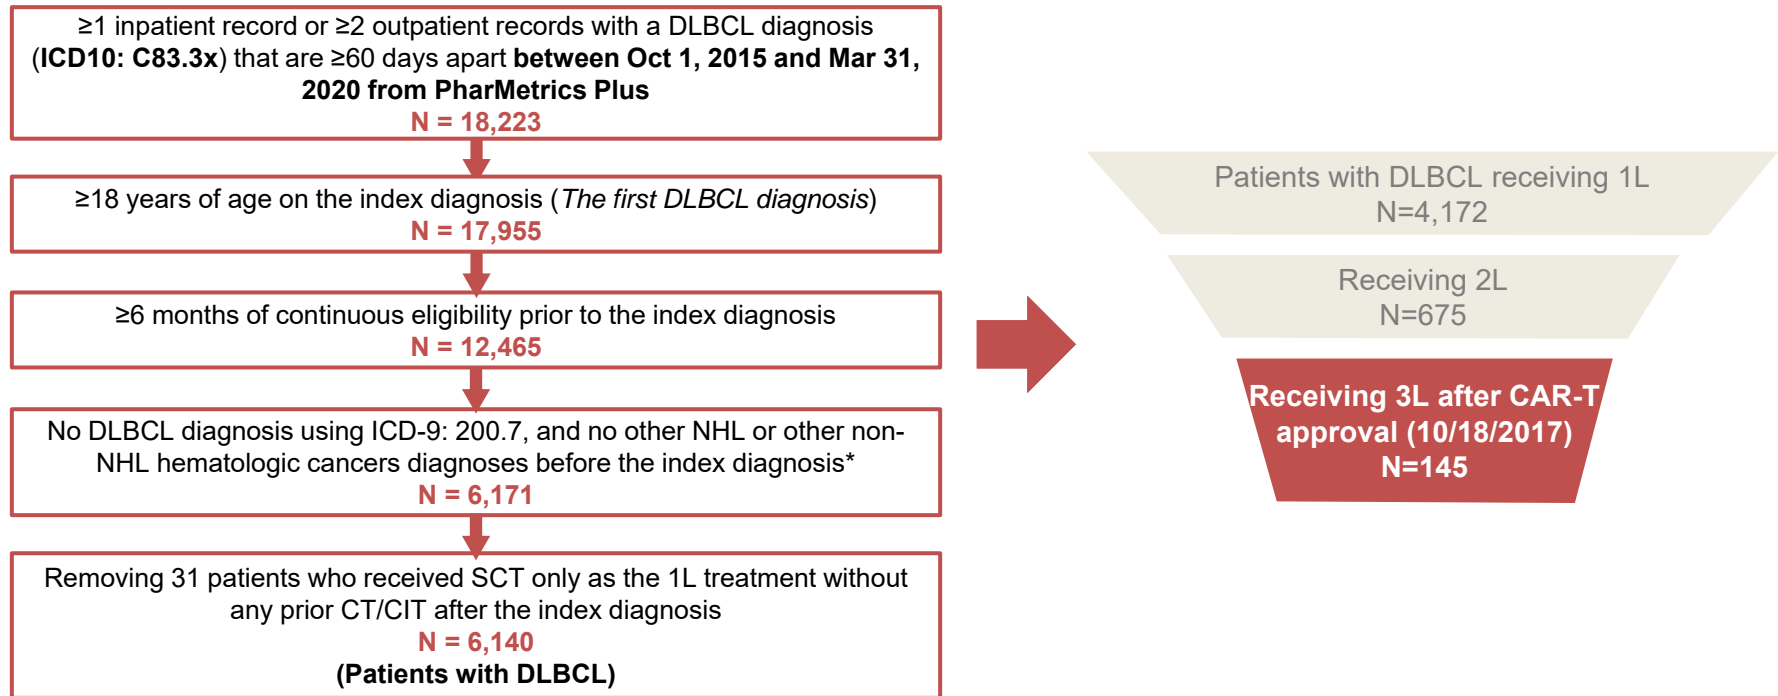 ≥1 inpatient record or ≥2 outpatient records with a DLBCL diagnosis
(ICD10: C83.3x) that are ≥60 days apart between Oct 1, 2015 and Mar 31,
2020 from PharMetrics Plus
N = 18,223
≥18 years of age on the index diagnosis (The first DLBCL diagnosis)
N = 17,955
≥6 months of continuous eligibility prior to the index diagnosis
N = 12,465
No DLBCL diagnosis using ICD-9: 200.7, and no other NHL or other non-
NHL hematologic cancers diagnoses before the index diagnosis*
N = 6,171
Removing 31 patients who received SCT only as the 1L treatment without
any prior CT/CIT after the index diagnosis
N = 6,140
(Patients with DLBCL)
Patients with DLBCL receiving 1L
N=4,172
Receiving 2L
N=675
Receiving 3L after CAR-T
approval (10/18/2017)
N=145